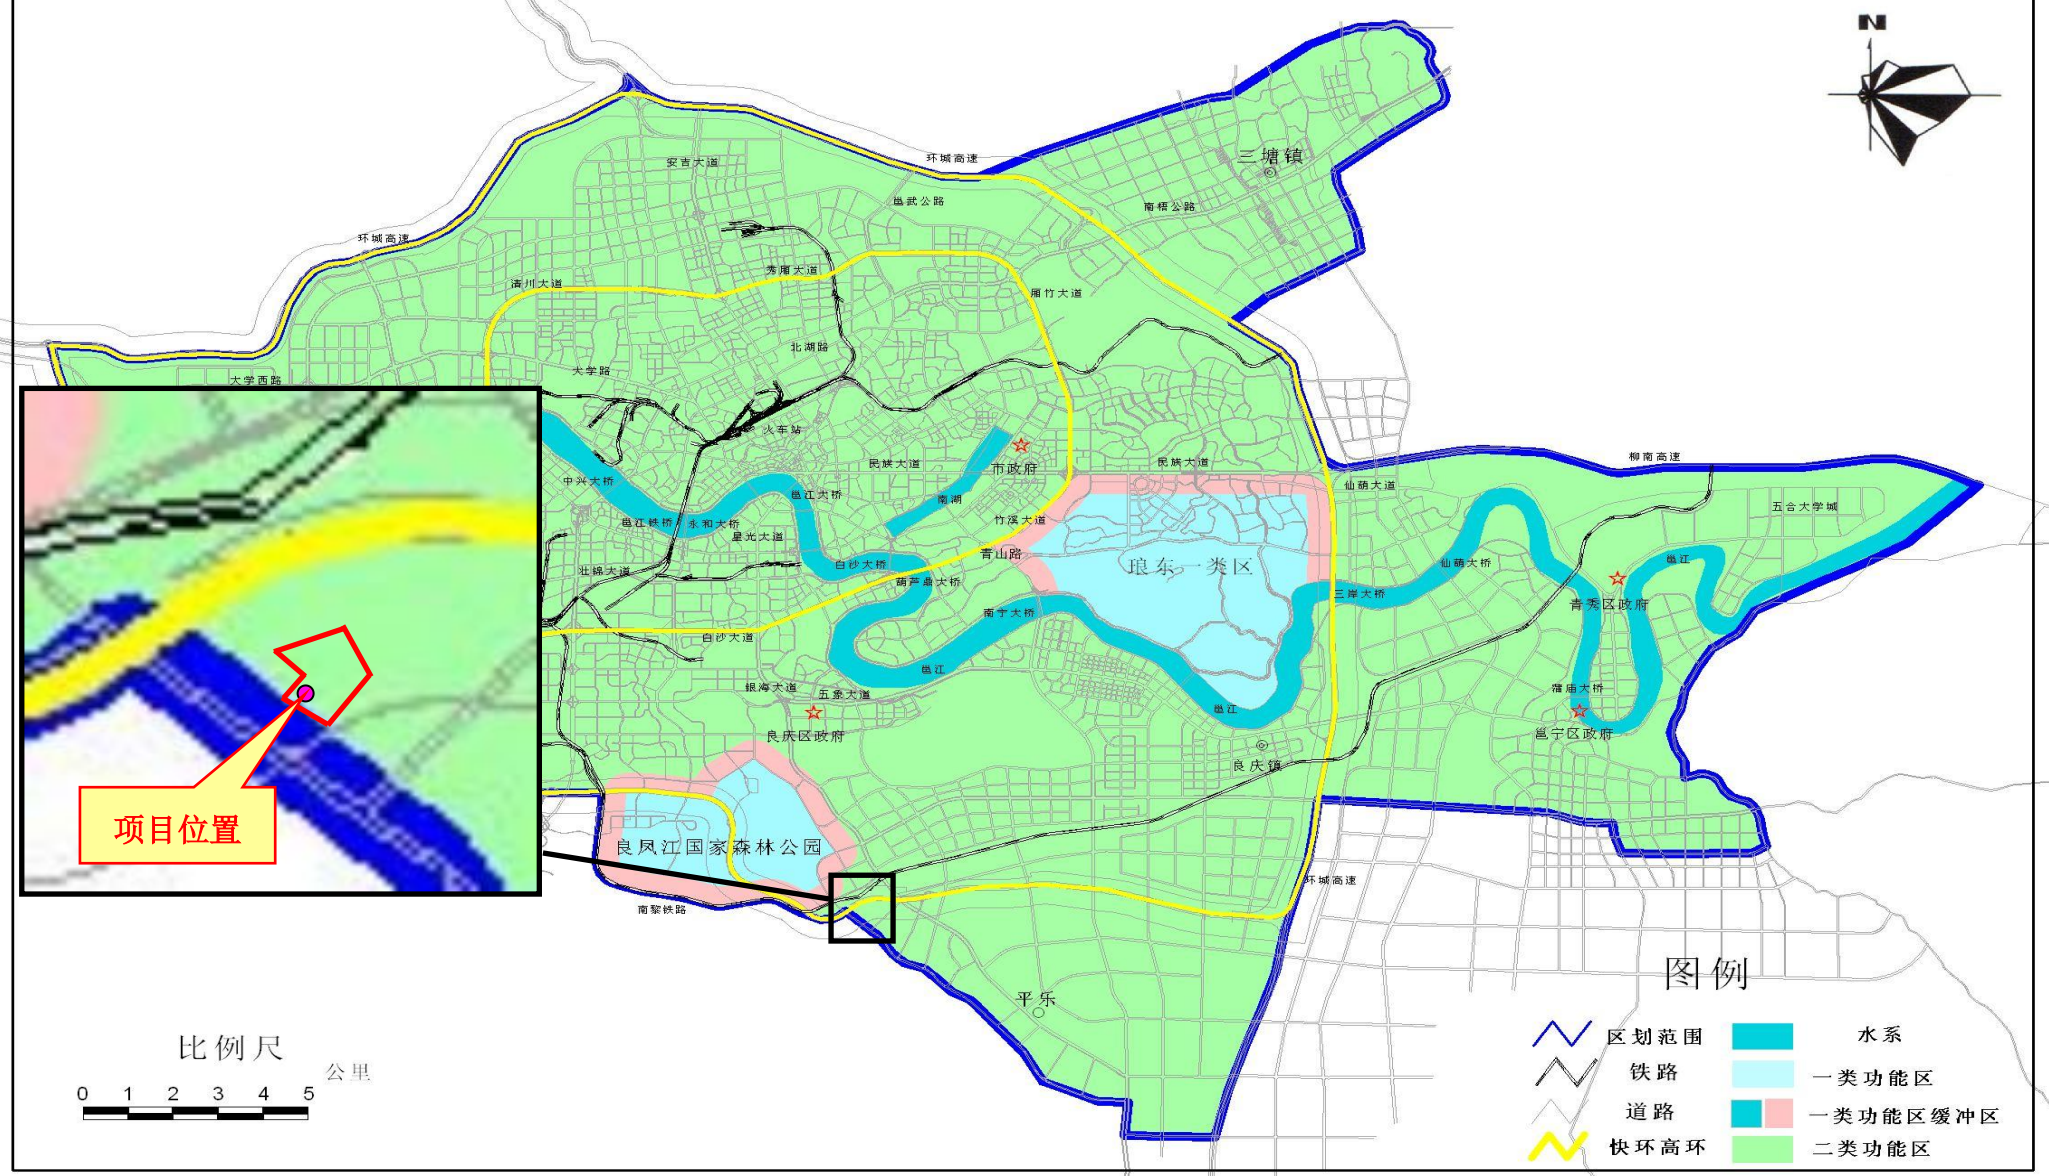 N
环城高速
三塘镇
安吉大道
邕武公路
南梧公路
环城高速
秀厢大道
清川大道
厢竹大道
北湖路
大学路
大学西路
火车站
民族大道
市政府
民族大道
柳南高速
中兴大桥
邕江大桥
南湖
仙葫大道
五合大学城
邕江铁桥
永和大桥
竹溪大道
星光大道
青山路
白沙大桥
琅东一类区
仙葫大桥
邕江
壮锦大道
葫芦鼎大桥
三岸大桥
青秀区政府
南宁大桥
白沙大道
邕江
银海大道
五象大道
蒲庙大桥
邕江
良庆区政府
邕宁区政府
良庆镇
项目位置
良凤江国家森林公园
环城高速
南黎铁路
平乐
图例
区划范围
水系
铁路
一类功能区
道路
一类功能区缓冲区
快环高环
二类功能区
比例尺
公里
0 1 2 3 4 5